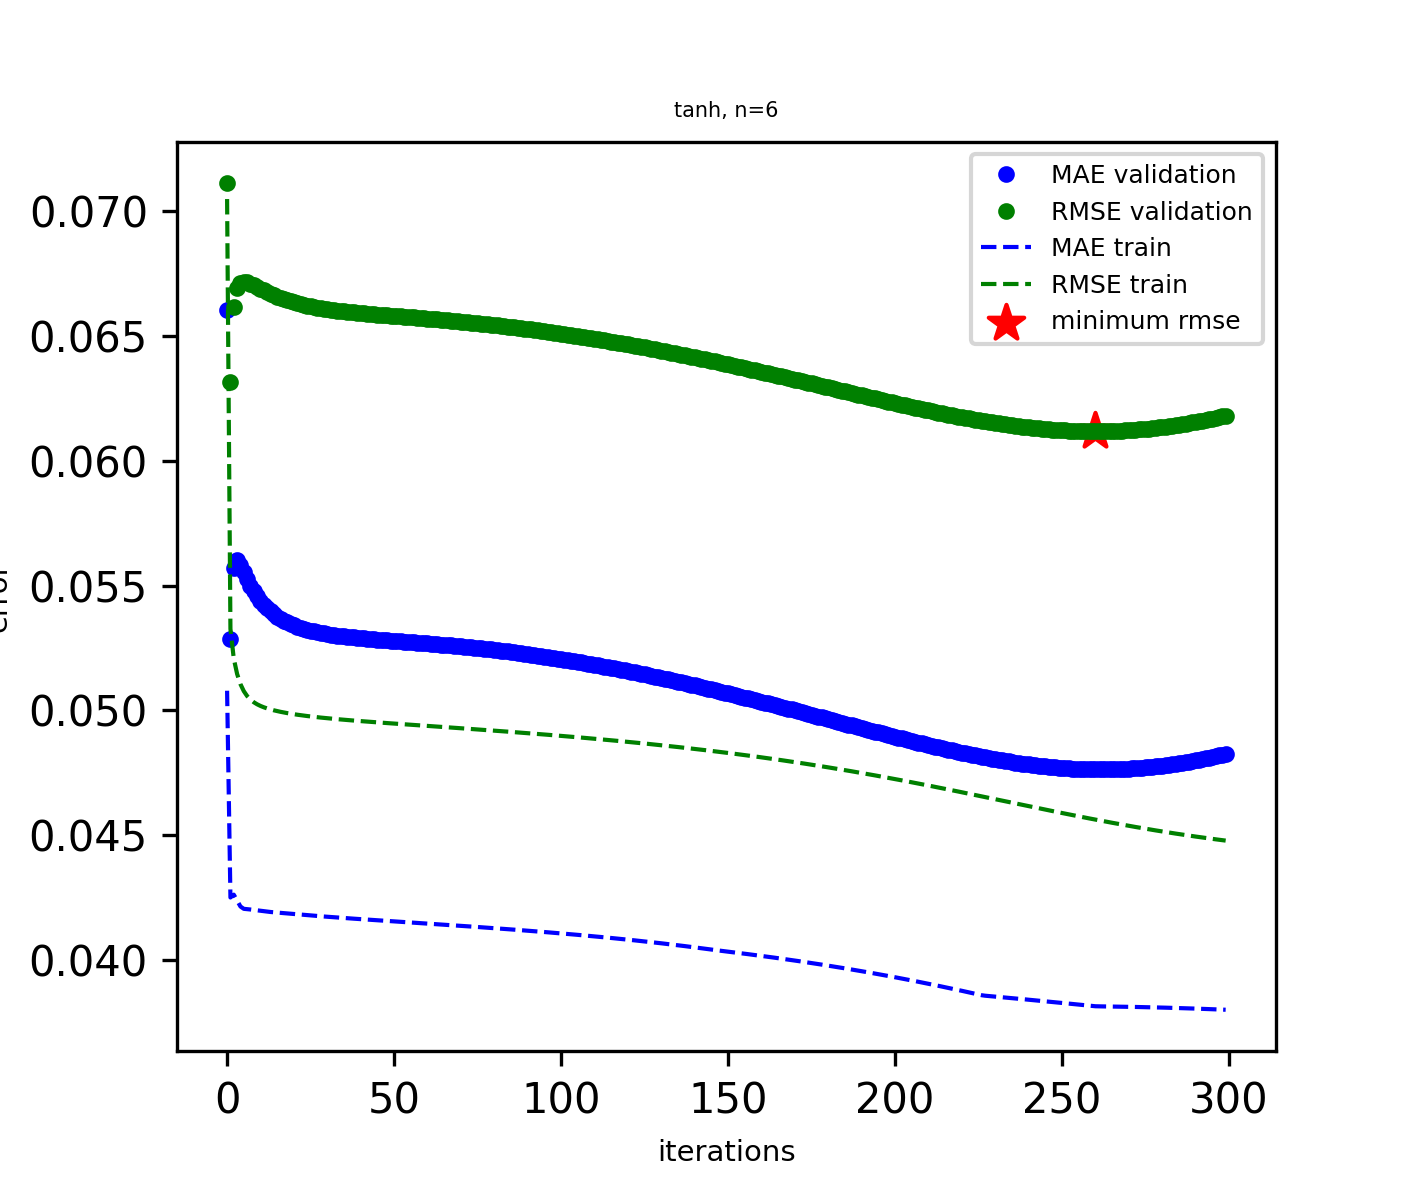 tanh, n=6
MAE validation
RMSE validation
MAE train
RMSE train
minimum rmse
0.070
0.065
0.060
0.055
0.050
0.045
0.040
0 50 100 150 200 250 300
iterations